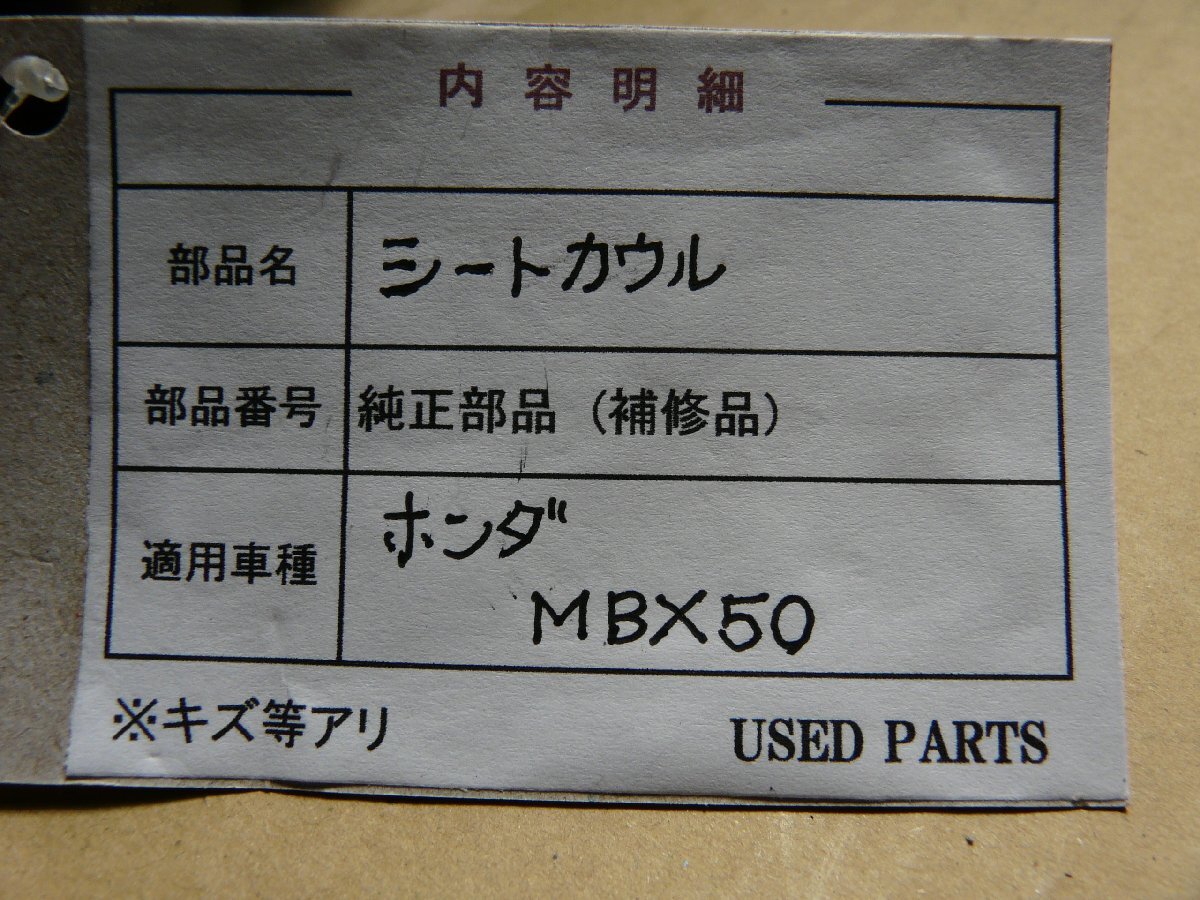 内容明細
部品名 シートカウル
部品番号 純正部品（補修品）
適用車種 ホンダ
MBX50
※キズ等アリ USED PARTS